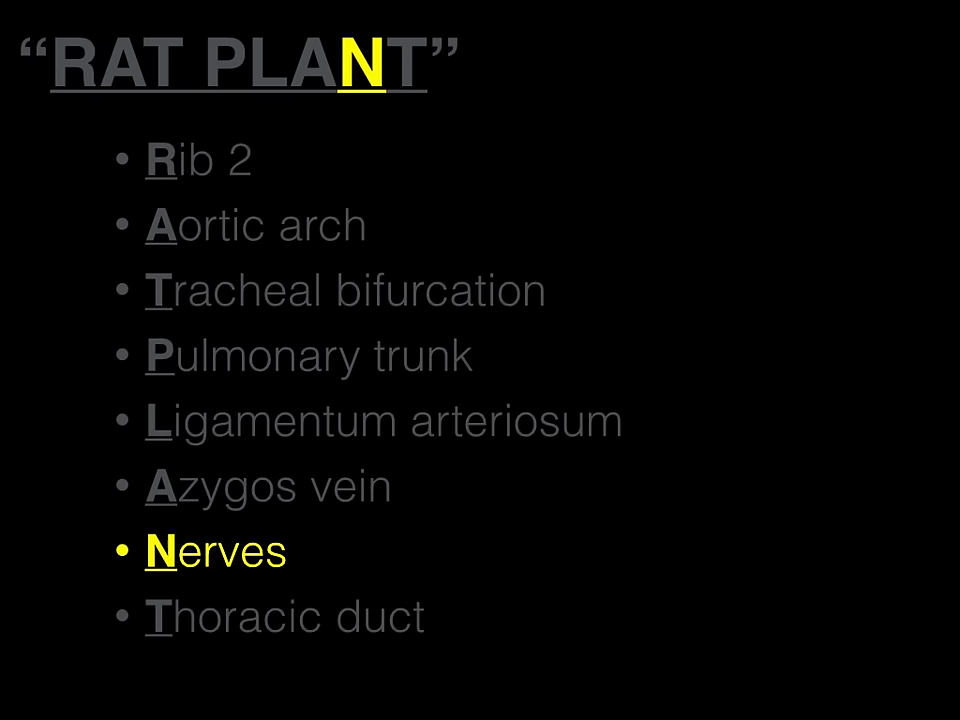 “RAT PLANT”
• Rib 2
• Aortic arch
• Tracheal bifurcation
• Pulmonary trunk
• Ligamentum arteriosum
• Azygos vein
• Nerves
• Thoracic duct